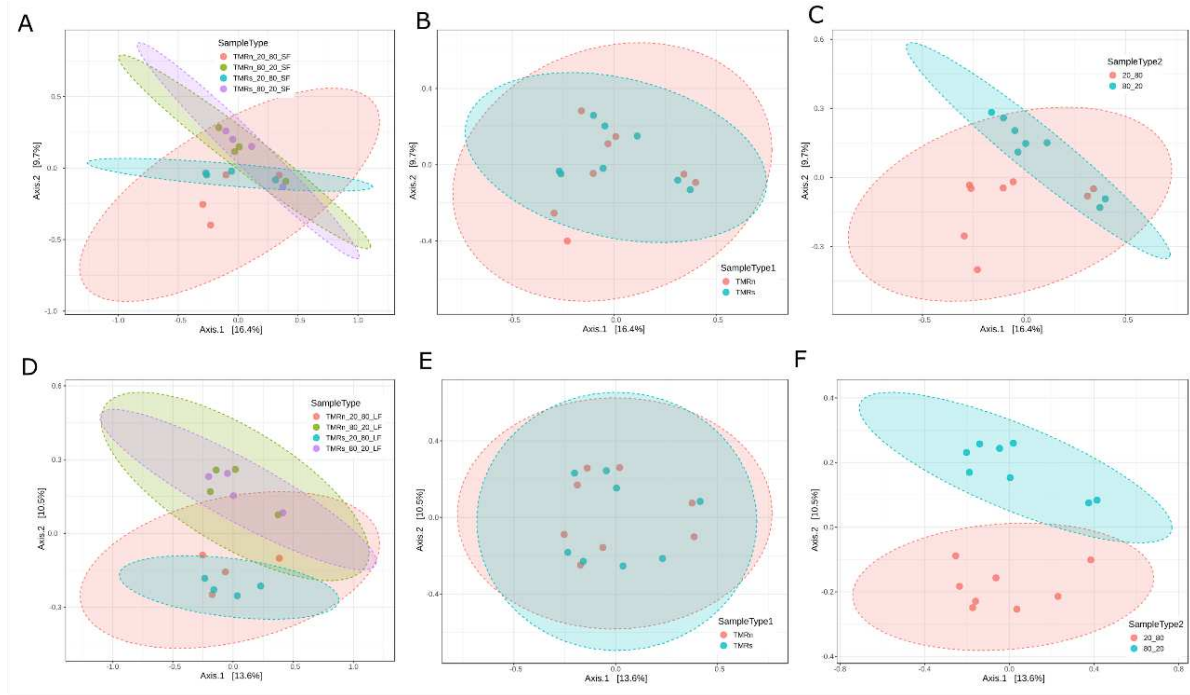 A
SampleType
TMRn_20_80_SF
TMRn_80_20_SF
TMRs_20_80_SF
TMRs_80_20_SF
0.5
0.0
-0.5
-1.0
Axis.2 [9.7%]
-1.0 -0.5 0.0 0.5 1.0
Axis.1 [16.4%]
B
0.4
0.0
-0.4
Axis.2 [9.7%]
SampleType1
TMRn
TMRs
-0.5 0.0 0.5
Axis.1 [16.4%]
C
SampleType2
20_80
80_20
0.6
0.3
0.0
-0.3
Axis.2 [9.7%]
-0.5 0.0 0.5
Axis.1 [16.4%]
D
SampleType
TMRn_20_80_LF
TMRn_80_20_LF
TMRs_20_80_LF
TMRs_80_20_LF
0.6
0.3
0.0
-0.3
Axis.2 [10.5%]
-1.0 -0.5 0.0 0.5 1.0
Axis.1 [13.6%]
E
0.4
0.0
-0.4
Axis.2 [10.5%]
SampleType1
TMRn
TMRs
-0.5 0.0 0.5
Axis.1 [13.6%]
F
0.4
0.2
0.0
-0.2
-0.4
Axis.2 [10.5%]
SampleType2
20_80
80_20
-0.8 -0.4 0.0 0.4 0.8
Axis.1 [13.6%]